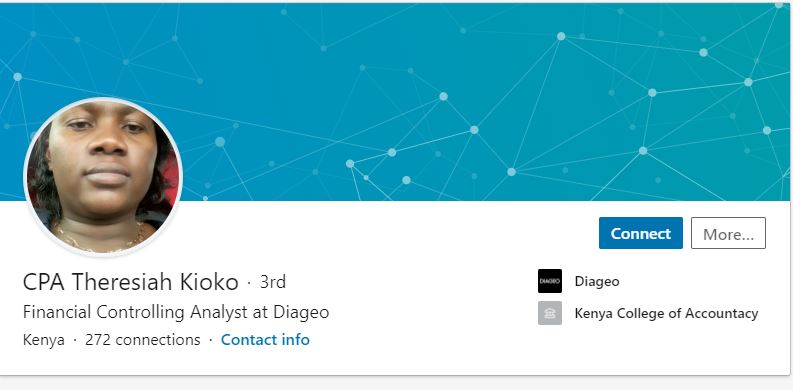 Connect
More...
CPA Theresiah Kioko · 3rd
Financial Controlling Analyst at Diageo
Kenya · 272 connections · Contact info
DIAGEO
Diageo
Kenya College of Accountacy